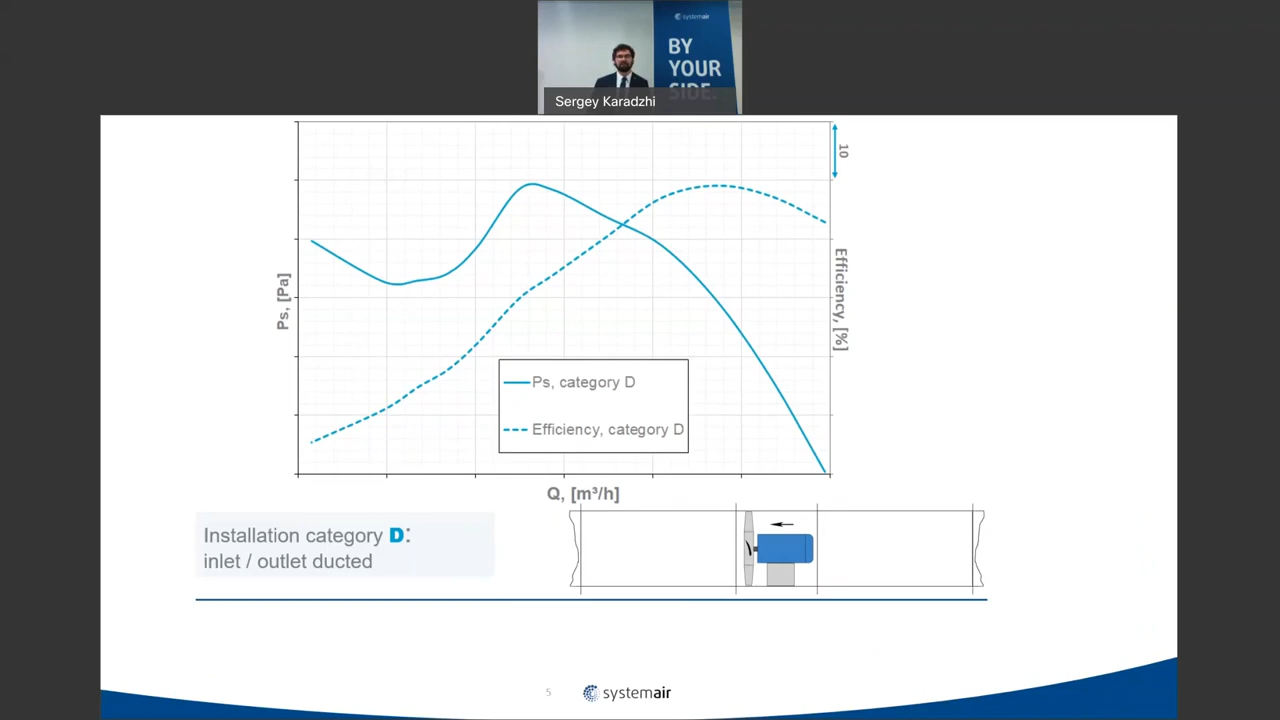 systemair
BY
YOUR
SIDE.
Sergey Karadzhi
10
Ps, [Pa]
Efficiency, [%]
Ps, category D
Efficiency, category D
Q, [m³/h]
Installation category D:
inlet / outlet ducted
5
systemair